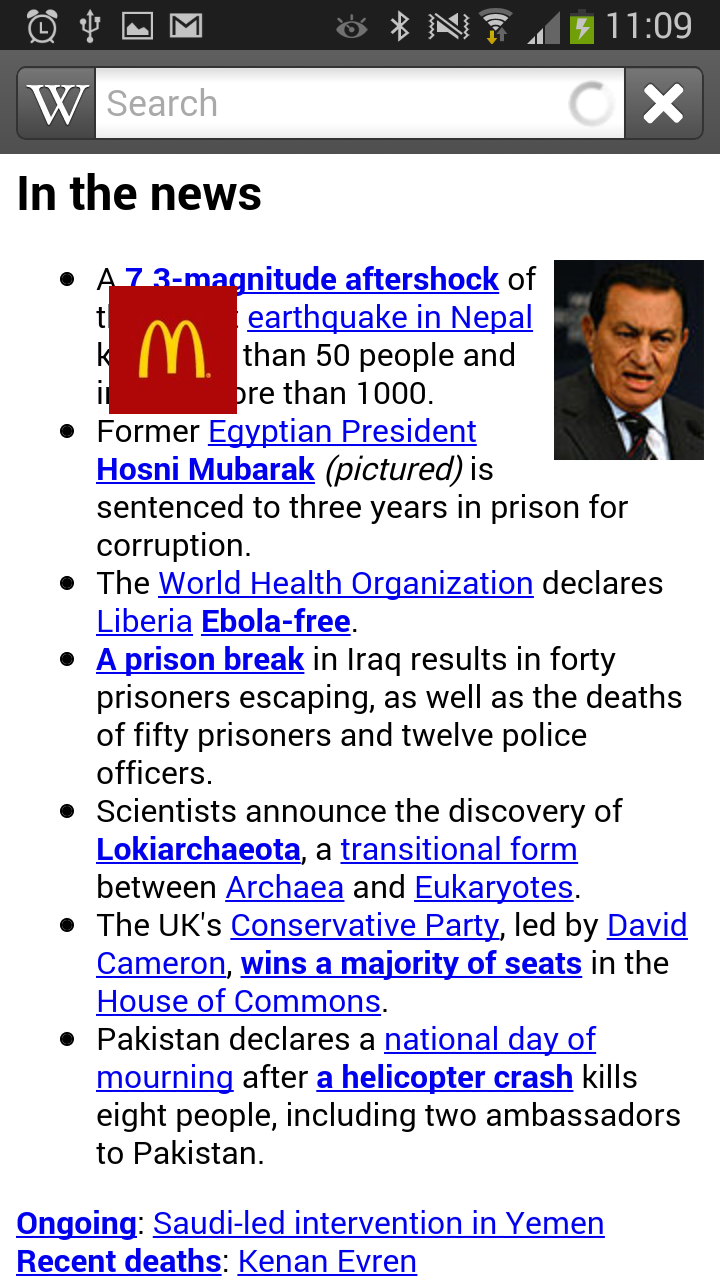 11:09
W Search
In the news
A 7.3-magnitude aftershock of
earthquake in Nepal
than 50 people and
than 1000.
Former Egyptian President
Hosni Mubarak (pictured) is
sentenced to three years in prison for
corruption.
The World Health Organization declares
Liberia Ebola-free.
A prison break in Iraq results in forty
prisoners escaping, as well as the deaths
of fifty prisoners and twelve police
officers.
Scientists announce the discovery of
Lokiarchaeota, a transitional form
between Archaea and Eukaryotes.
The UK's Conservative Party, led by David
Cameron, wins a majority of seats in the
House of Commons.
Pakistan declares a national day of
mourning after a helicopter crash kills
eight people, including two ambassadors
to Pakistan.
Ongoing: Saudi-led intervention in Yemen
Recent deaths: Kenan Evren